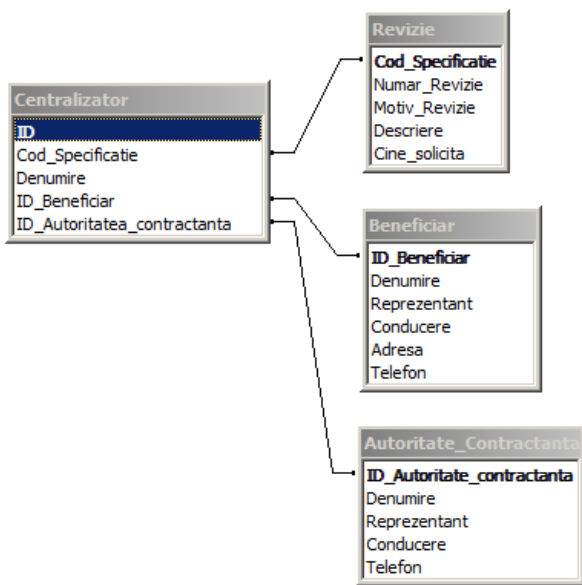 Centralizator
ID
Cod_Specificatie
Denumire
ID_Beneficiar
ID_Autoritatea_contractanta
Revizie
Cod_Specificatie
Numar_Revizie
Motiv_Revizie
Descriere
Cine_solicita
Beneficiar
ID_Beneficiar
Denumire
Reprezentant
Conducere
Adresa
Telefon
Autoritate_Contractanta
ID_Autoritate_contractanta
Denumire
Reprezentant
Conducere
Telefon